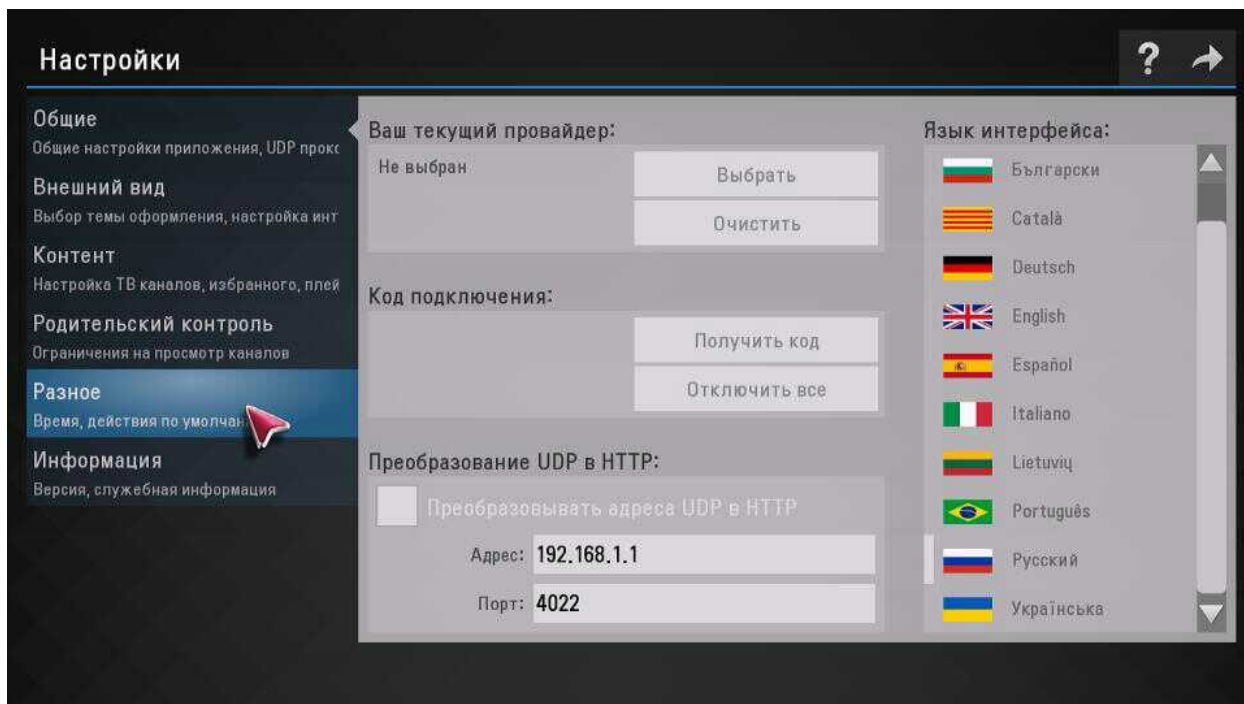 Настройки
?
Общие
Общие настройки приложения, UDP прокс
Внешний вид
Выбор темы оформления, настройка инт
Контент
Настройка ТВ каналов, избранного, плей
Родительский контроль
Ограничения на просмотр каналов
Разное
Время, действия по умолчан
Информация
Версия, служебная информация
Ваш текущий провайдер:
Не выбран
Выбрать
Очистить
Код подключения:
Получить код
Отключить все
Преобразование UDP в HTTP:
Преобразовывать адреса UDP в HTTP
Адрес: 192.168.1.1
Порт: 4022
Язык интерфейса:
Български
Català
Deutsch
English
Español
Italiano
Lietuvių
Português
Русский
Українська